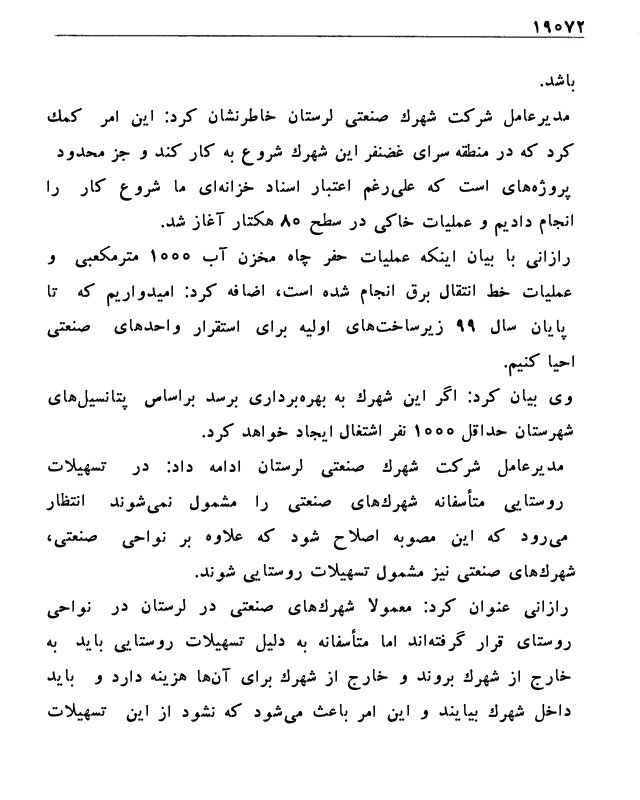 ۱۹۰۷۲
باشد.
مدیرعامل شرکت شهرك صنعتی لرستان خاطرنشان کرد: این امر کمك
کرد که در منطقه سرای غضنفر این شهرك شروع به کار کند و جز محدود
پروژه‌های است که علی‌رغم اعتبار اسناد خزانه‌ای ما شروع کار را
انجام دادیم و عملیات خاکی در سطح ۸۰ هکتار آغاز شد.
رازانی با بیان اینکه عملیات حفر چاه مخزن آب ۱۰۰۰ مترمکعبی و
عملیات خط انتقال برق انجام شده است، اضافه کرد: امیدواریم که تا
پایان سال ۹۹ زیرساخت‌های اولیه برای استقرار واحدهای صنعتی
احیا کنیم.
وی بیان کرد: اگر این شهرك به بهره‌برداری برسد براساس پتانسیل‌های
شهرستان حداقل ۱۰۰۰ نفر اشتغال ایجاد خواهد کرد.
مدیرعامل شرکت شهرك صنعتی لرستان ادامه داد: در تسهیلات
روستایی متأسفانه شهرك‌های صنعتی را مشمول نمی‌شوند انتظار
می‌رود که این مصوبه اصلاح شود که علاوه بر نواحی صنعتی،
شهرك‌های صنعتی نیز مشمول تسهیلات روستایی شوند.
رازانی عنوان کرد: معمولا شهرك‌های صنعتی در لرستان در نواحی
روستای قرار گرفته‌اند اما متأسفانه به دلیل تسهیلات روستایی باید به
خارج از شهرك بروند و خارج از شهرك برای آن‌ها هزینه دارد و باید
داخل شهرك بیایند و این امر باعث می‌شود که نشود از این تسهیلات